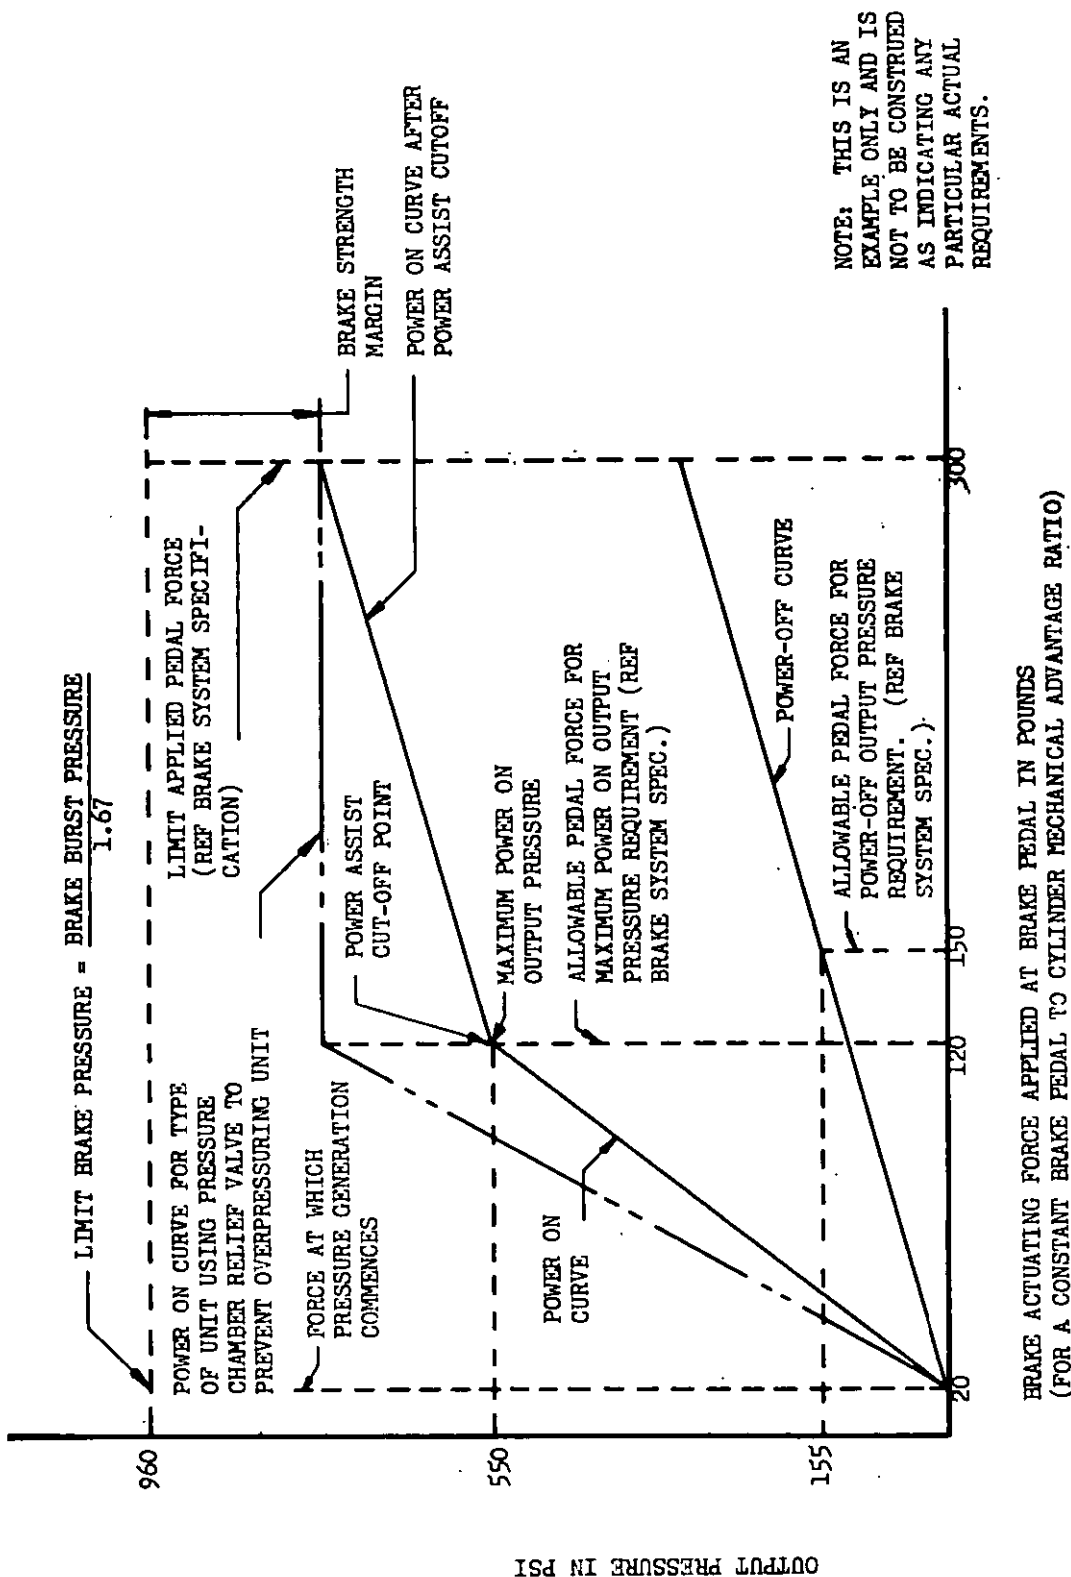 LIMIT BRAKE PRESSURE = BRAKE BURST PRESSURE
1.67
960
POWER ON CURVE FOR TYPE
OF UNIT USING PRESSURE
CHAMBER RELIEF VALVE TO
PREVENT OVERPRESSURING UNIT
LIMIT APPLIED PEDAL FORCE
(REF BRAKE SYSTEM SPECIFI-
CATION)
BRAKE STRENGTH
MARGIN
FORCE AT WHICH
PRESSURE GENERATION
COMMENCES
POWER ASSIST
CUT-OFF POINT
POWER ON CURVE AFTER
POWER ASSIST CUTOFF
550
MAXIMUM POWER ON
OUTPUT PRESSURE
POWER ON
CURVE
ALLOWABLE PEDAL FORCE FOR
MAXIMUM POWER ON OUTPUT
PRESSURE REQUIREMENT (REF
BRAKE SYSTEM SPEC.)
POWER-OFF CURVE
155
ALLOWABLE PEDAL FORCE FOR
POWER-OFF OUTPUT PRESSURE
REQUIREMENT. (REF BRAKE
SYSTEM SPEC.)
NOTE: THIS IS AN
EXAMPLE ONLY AND IS
NOT TO BE CONSTRUED
AS INDICATING ANY
PARTICULAR ACTUAL
REQUIREMENTS.
20
120
150
300
OUTPUT PRESSURE IN PSI
BRAKE ACTUATING FORCE APPLIED AT BRAKE PEDAL IN POUNDS
(FOR A CONSTANT BRAKE PEDAL TO CYLINDER MECHANICAL ADVANTAGE RATIO)